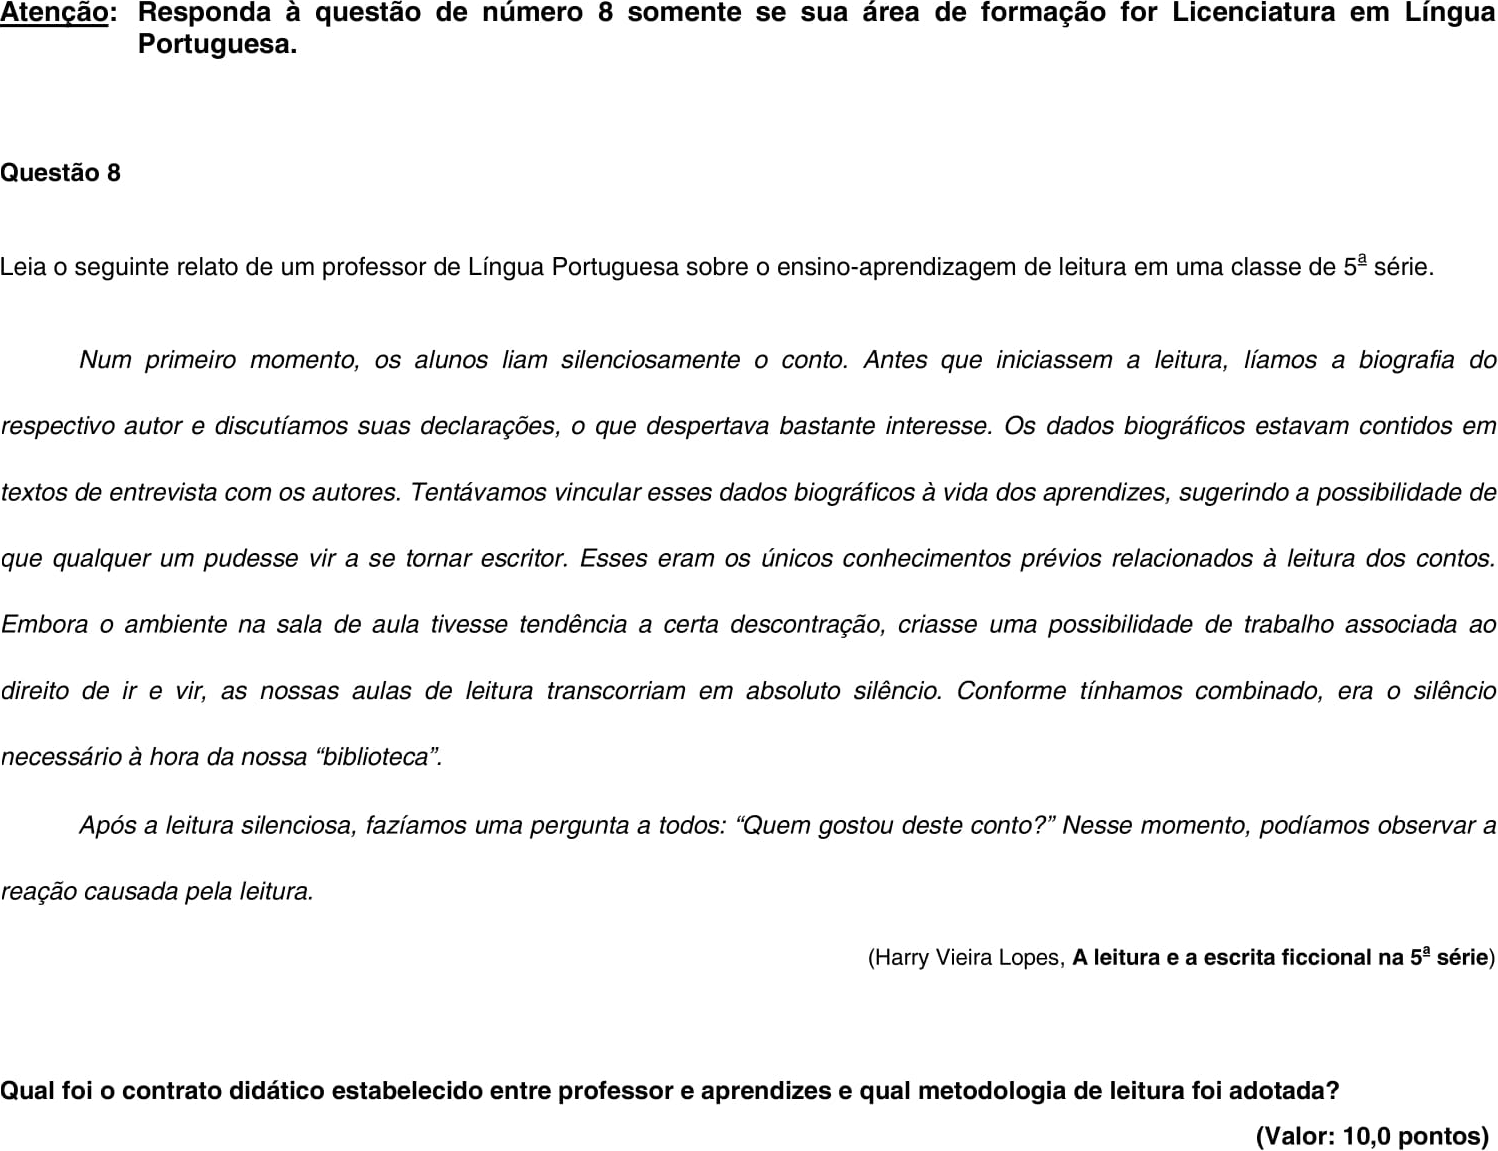 Atenção: Responda à questão de número 8 somente se sua área de formação for Licenciatura em Língua
Portuguesa.
Questão 8
Leia o seguinte relato de um professor de Língua Portuguesa sobre o ensino-aprendizagem de leitura em uma classe de 5ª série.
Num primeiro momento, os alunos liam silenciosamente o conto. Antes que iniciassem a leitura, líamos a biografia do
respectivo autor e discutíamos suas declarações, o que despertava bastante interesse. Os dados biográficos estavam contidos em
textos de entrevista com os autores. Tentávamos vincular esses dados biográficos à vida dos aprendizes, sugerindo a possibilidade de
que qualquer um pudesse vir a se tornar escritor. Esses eram os únicos conhecimentos prévios relacionados à leitura dos contos.
Embora o ambiente na sala de aula tivesse tendência a certa descontração, criasse uma possibilidade de trabalho associada ao
direito de ir e vir, as nossas aulas de leitura transcorriam em absoluto silêncio. Conforme tínhamos combinado, era o silêncio
necessário à hora da nossa “biblioteca”.
Após a leitura silenciosa, fazíamos uma pergunta a todos: “Quem gostou deste conto?” Nesse momento, podíamos observar a
reação causada pela leitura.
(Harry Vieira Lopes, A leitura e a escrita ficcional na 5ª série)
Qual foi o contrato didático estabelecido entre professor e aprendizes e qual metodologia de leitura foi adotada?
(Valor: 10,0 pontos)